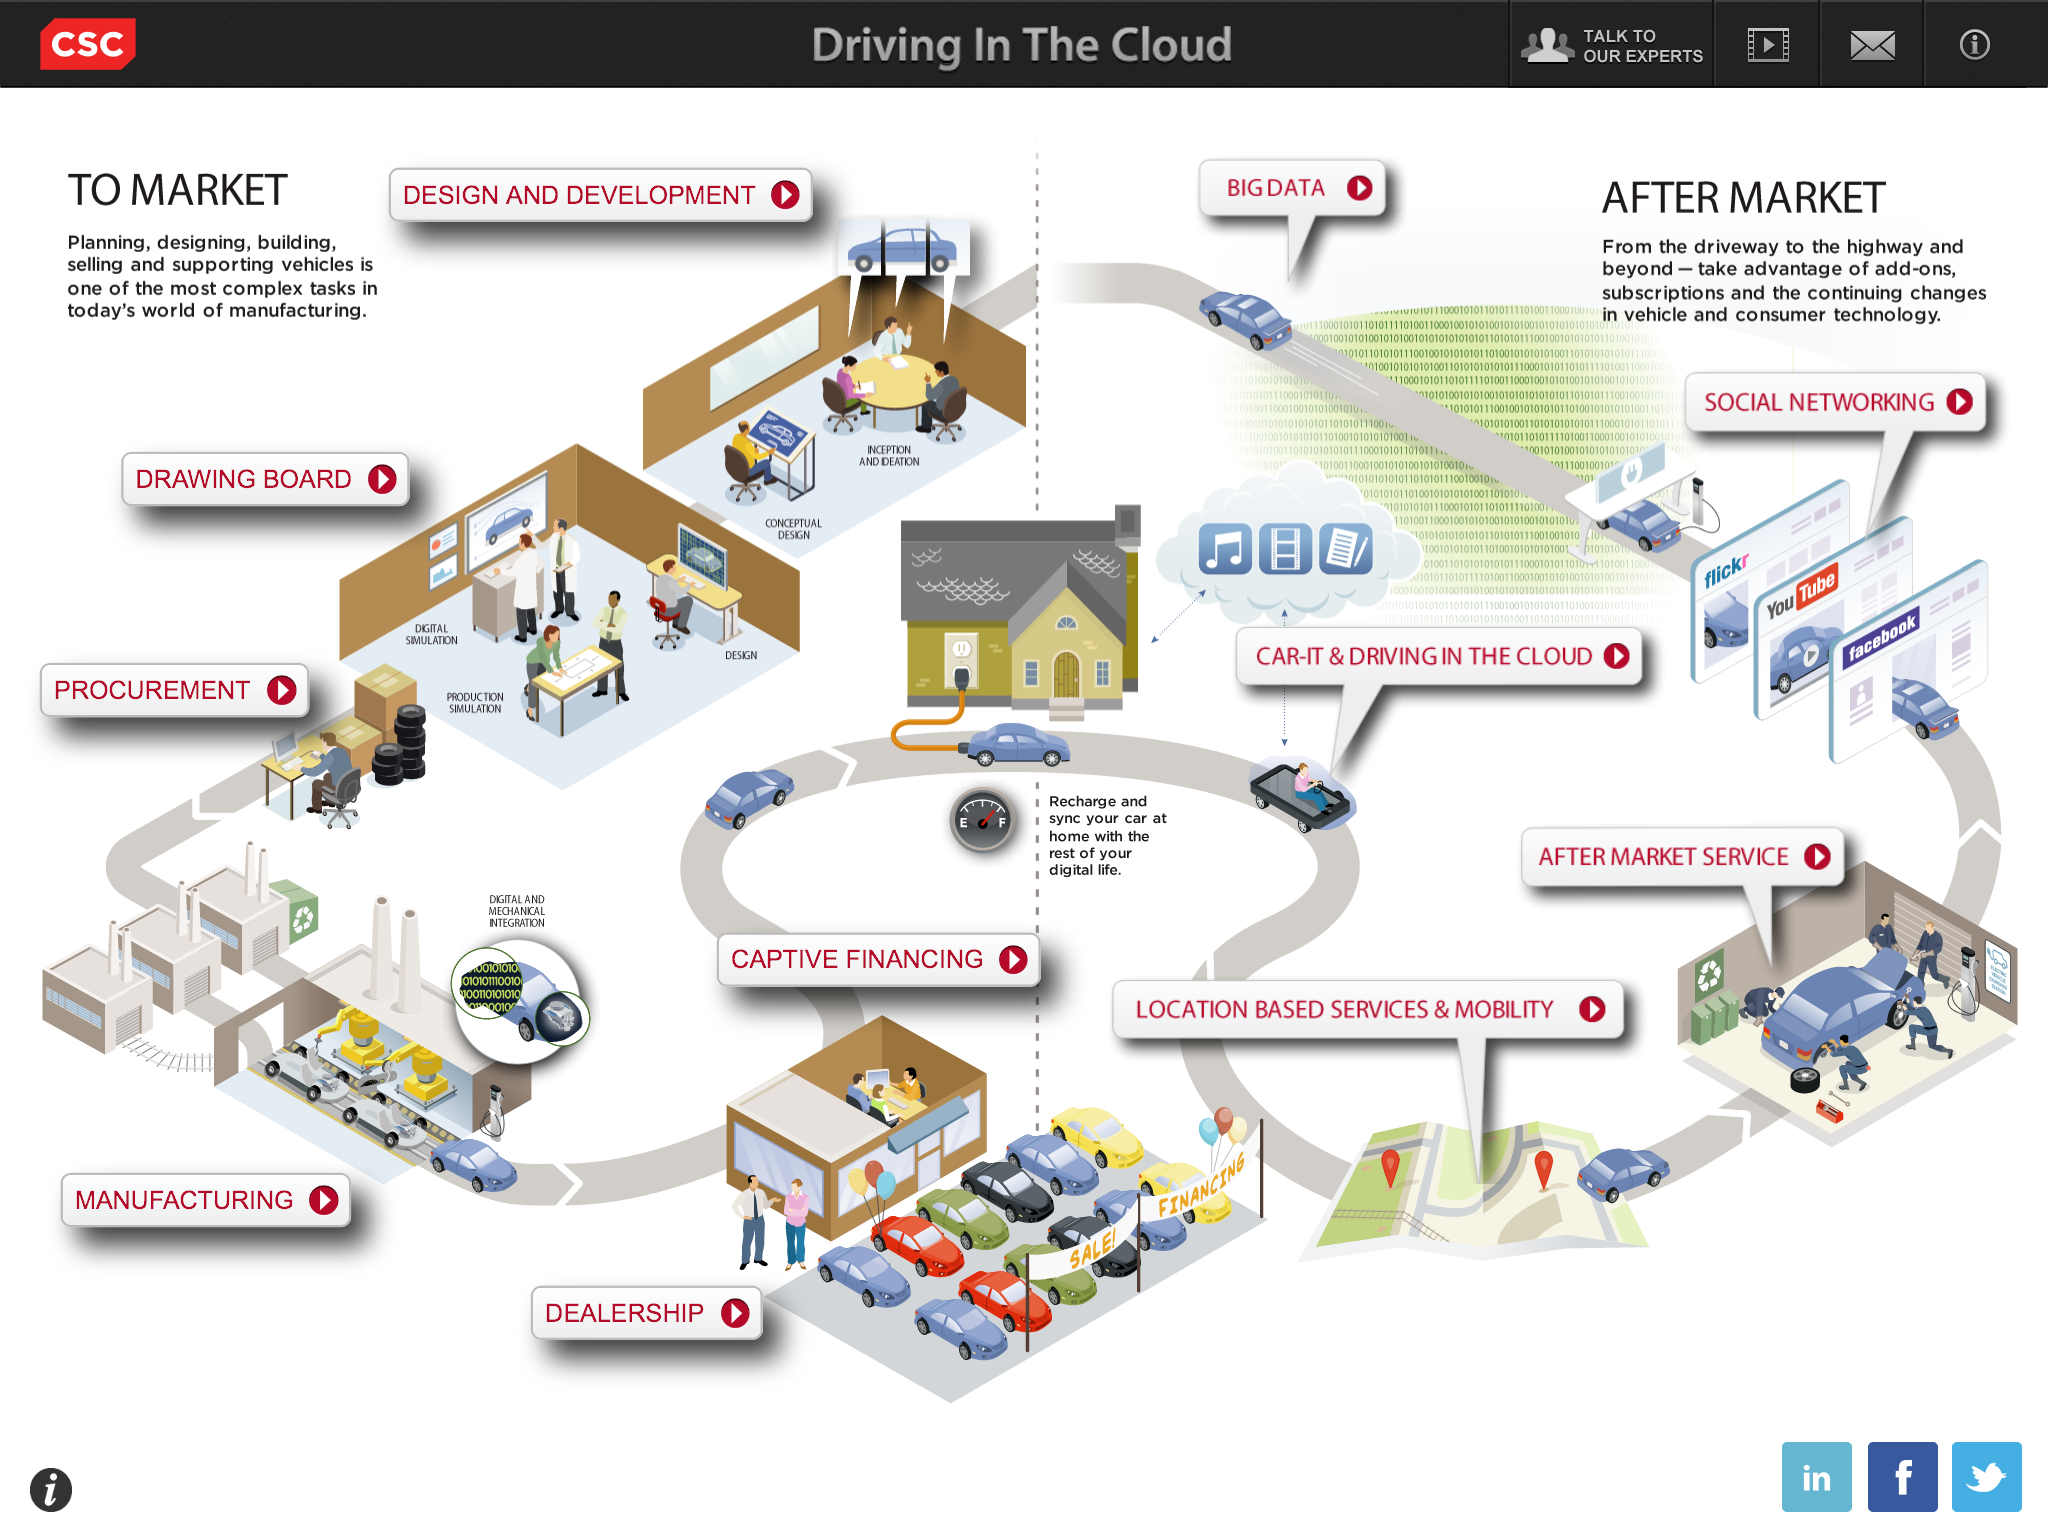 CSC
Driving In The Cloud
TALK TO
OUR EXPERTS
TO MARKET
Planning, designing, building,
selling and supporting vehicles is
one of the most complex tasks in
today's world of manufacturing.
DESIGN AND DEVELOPMENT
BIG DATA
AFTER MARKET
From the driveway to the highway and
beyond — take advantage of add-ons,
subscriptions and the continuing changes
in vehicle and consumer technology.
SOCIAL NETWORKING
INCEPTION
AND IDEATION
DRAWING BOARD
CONCEPTUAL
DESIGN
flickr
You Tube
facebook
DIGITAL
SIMULATION
DESIGN
PRODUCTION
SIMULATION
PROCUREMENT
CAR-IT & DRIVING IN THE CLOUD
E F
Recharge and
sync your car at
home with the
rest of your
digital life.
AFTER MARKET SERVICE
DIGITAL AND
MECHANICAL
INTEGRATION
CAPTIVE FINANCING
LOCATION BASED SERVICES & MOBILITY
MANUFACTURING
FINANCING
SALE!
DEALERSHIP
i
in
f